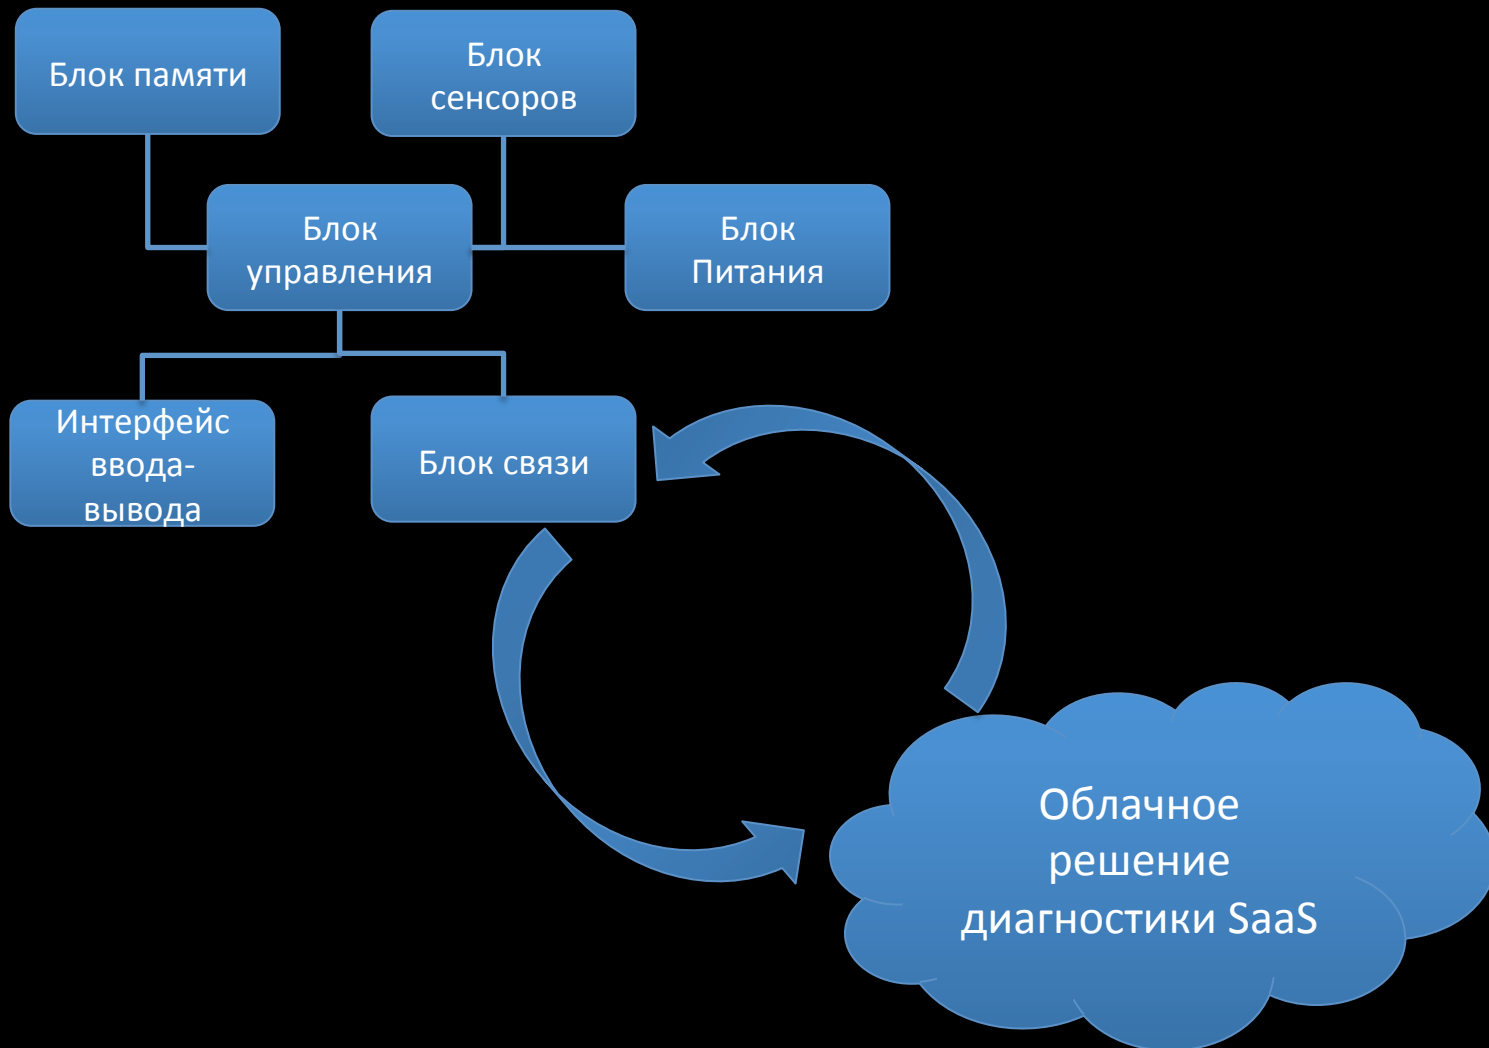 Блок памяти
Блок
сенсоров
Блок
управления
Блок
Питания
Интерфейс
ввода-
вывода
Блок связи
Облачное
решение
диагностики SaaS